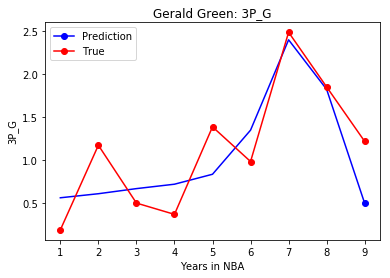 Gerald Green: 3P_G
Prediction
True
3P_G
2.5
2.0
1.5
1.0
0.5
1 2 3 4 5 6 7 8 9
Years in NBA